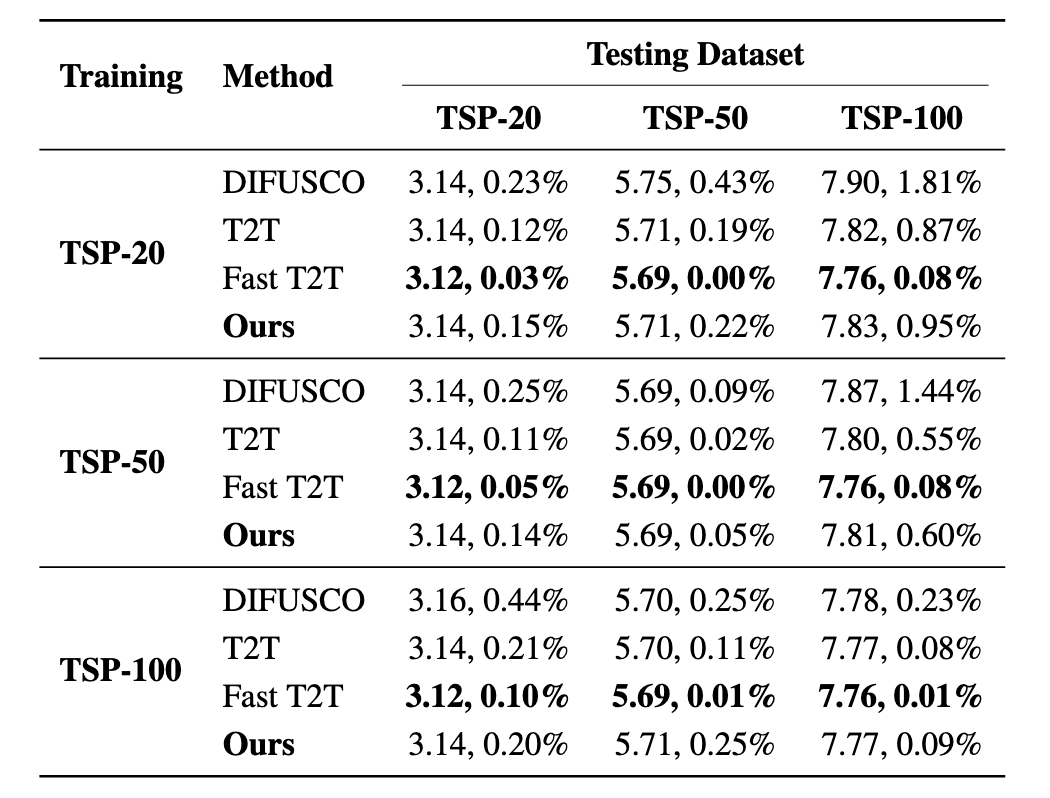 Training Method Testing Dataset
TSP-20 TSP-50 TSP-100
TSP-20
DIFUSCO 3.14, 0.23% 5.75, 0.43% 7.90, 1.81%
T2T 3.14, 0.12% 5.71, 0.19% 7.82, 0.87%
Fast T2T 3.12, 0.03% 5.69, 0.00% 7.76, 0.08%
Ours 3.14, 0.15% 5.71, 0.22% 7.83, 0.95%
TSP-50
DIFUSCO 3.14, 0.25% 5.69, 0.09% 7.87, 1.44%
T2T 3.14, 0.11% 5.69, 0.02% 7.80, 0.55%
Fast T2T 3.12, 0.05% 5.69, 0.00% 7.76, 0.08%
Ours 3.14, 0.14% 5.69, 0.05% 7.81, 0.60%
TSP-100
DIFUSCO 3.16, 0.44% 5.70, 0.25% 7.78, 0.23%
T2T 3.14, 0.21% 5.70, 0.11% 7.77, 0.08%
Fast T2T 3.12, 0.10% 5.69, 0.01% 7.76, 0.01%
Ours 3.14, 0.20% 5.71, 0.25% 7.77, 0.09%